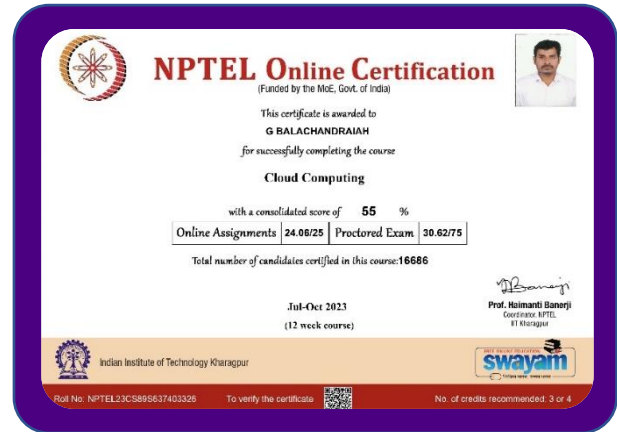 NPTEL Online Certification
(Funded by the MoE, Govt. of India)
This certificate is awarded to
G BALACHANDRAIAH
for successfully completing the course
Cloud Computing
with a consolidated score of 55 %
Online Assignments 24.06/25 Proctored Exam 30.62/75
Total number of candidates certified in this course:16686
Jul-Oct 2023
(12 week course)
Prof. Haimanti Banerji
Coordinator, NPTEL
IIT Kharagpur
Indian Institute of Technology Kharagpur
swayam
Roll No: NPTEL23CS89S637403326 To verify the certificate No. of credits recommended: 3 or 4